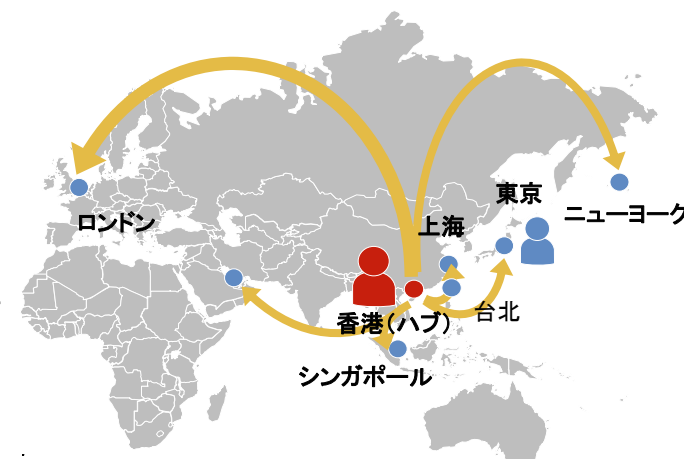 東京
ニューヨーク
上海
ロンドン
台北
香港（ハブ）
シンガポール